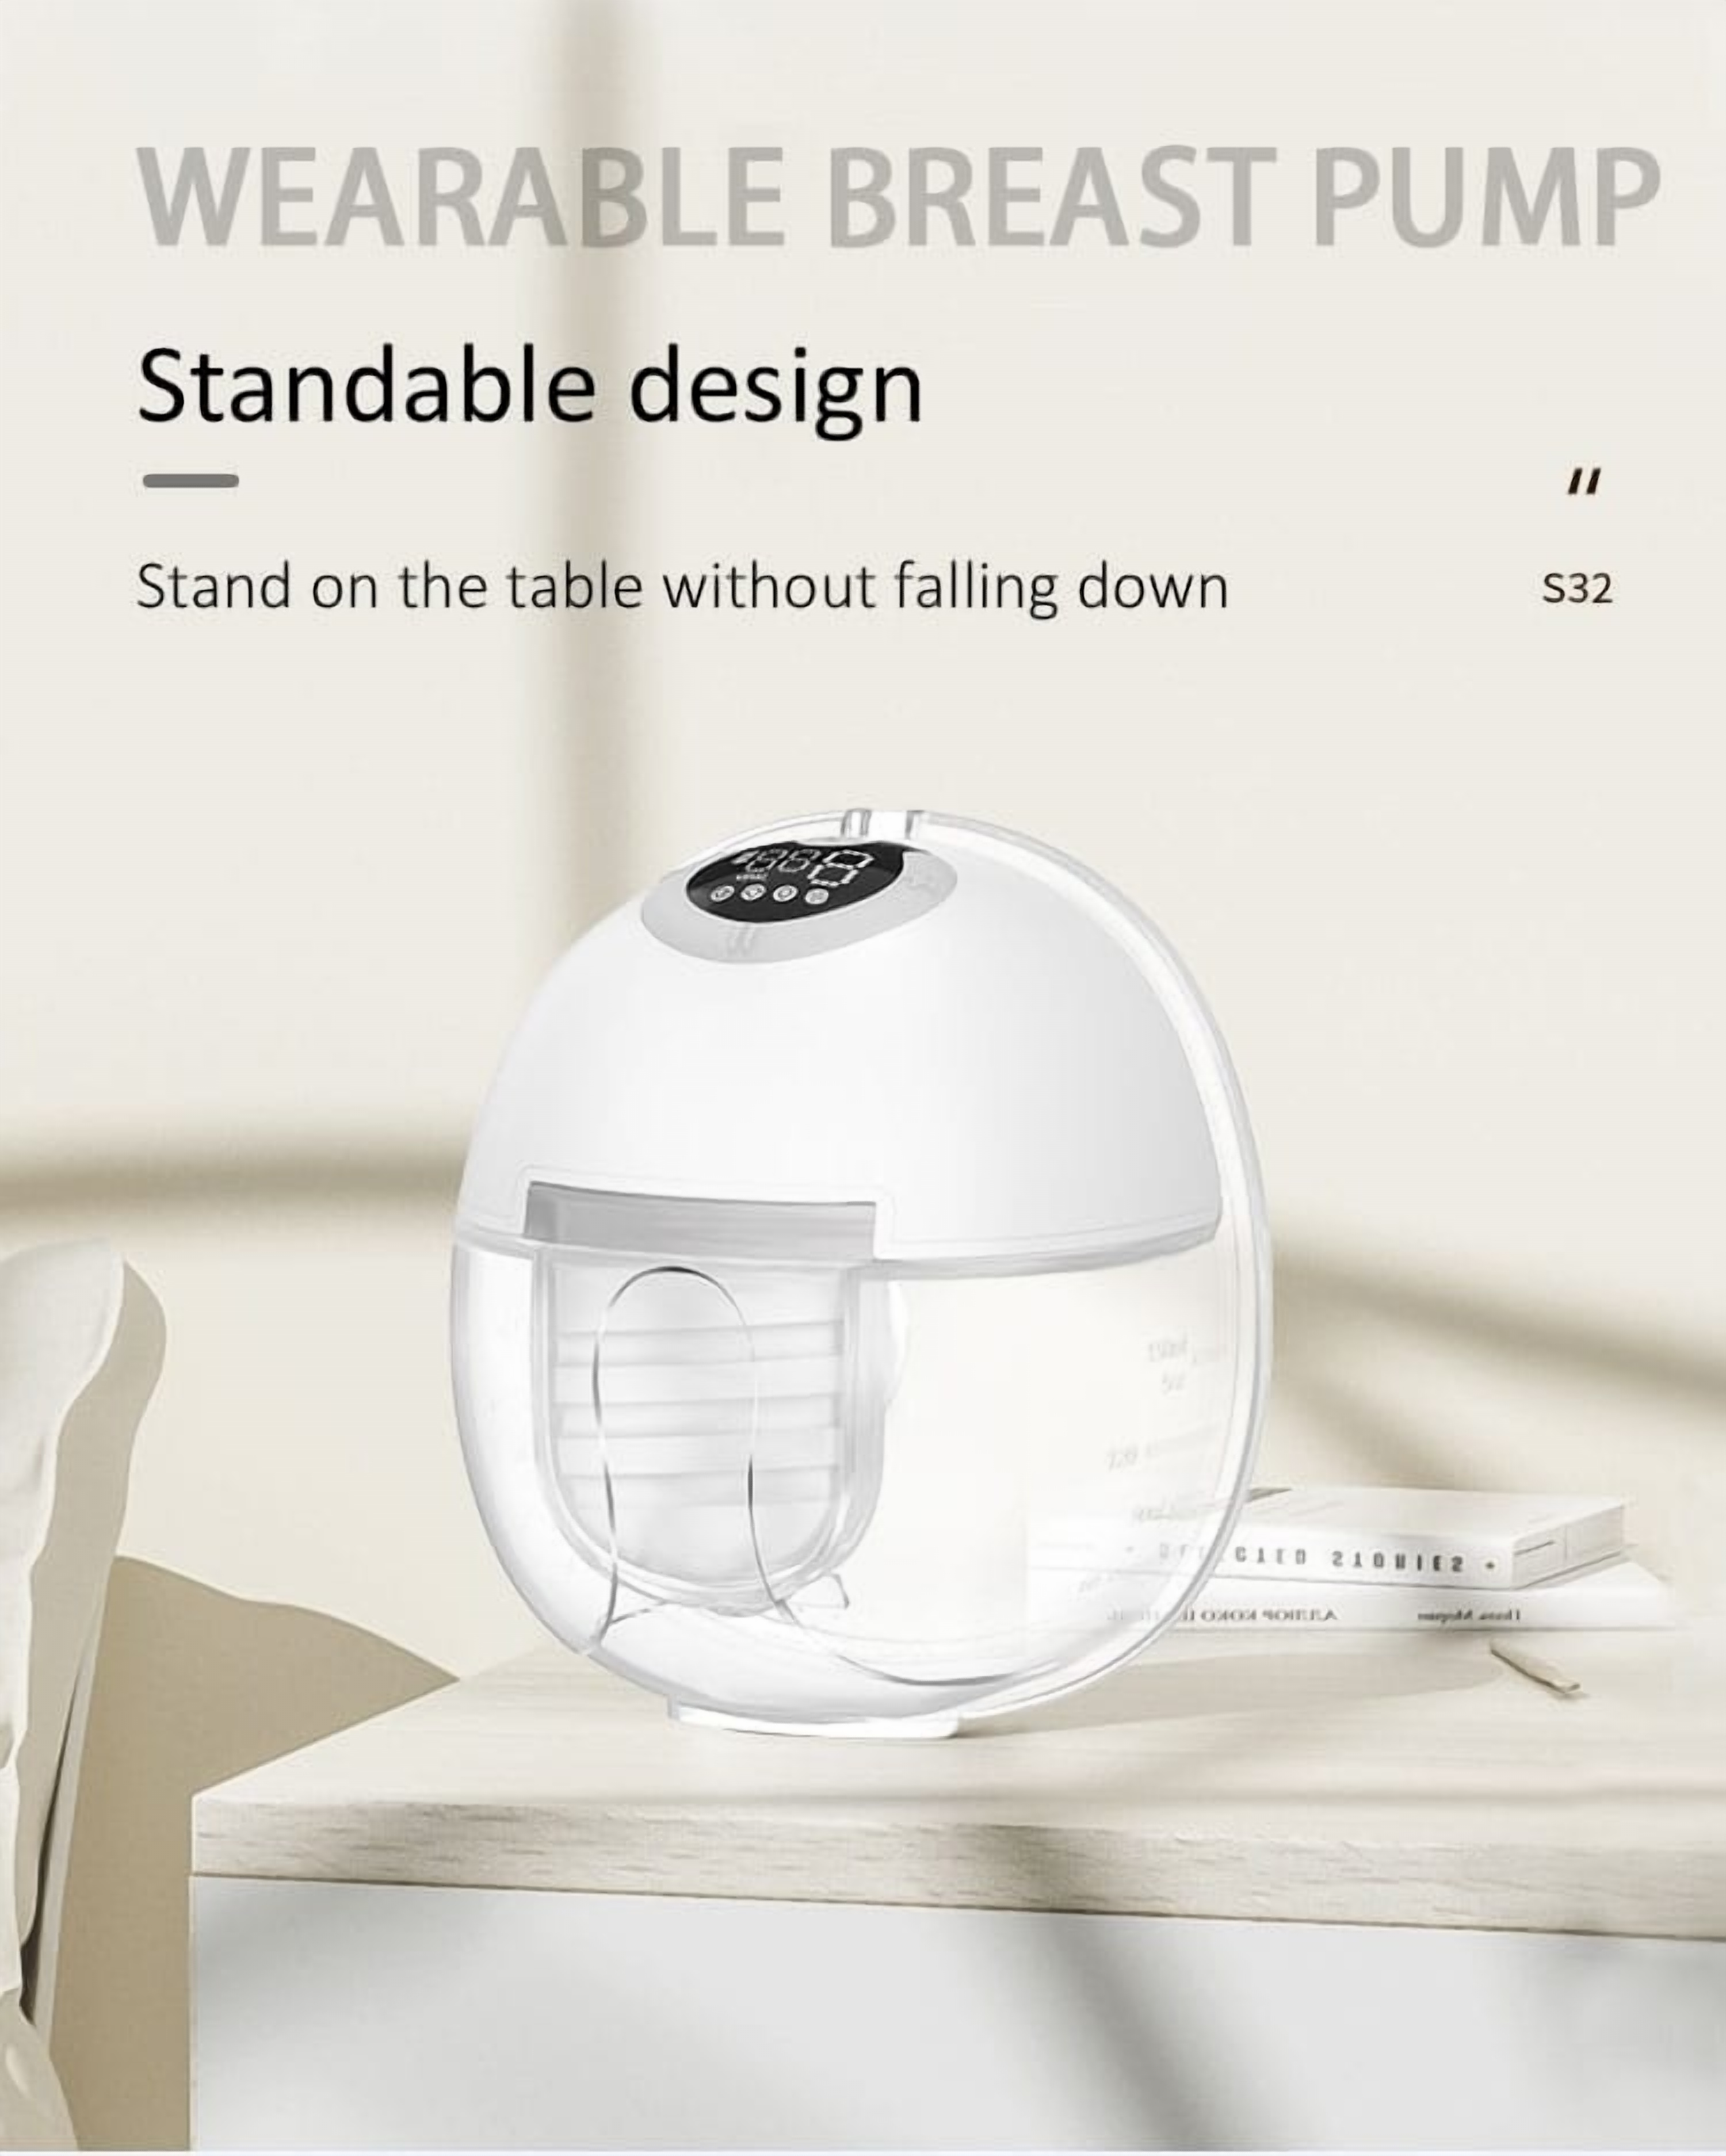 WEARABLE BREAST PUMP
Standable design
"
Stand on the table without falling down
S32